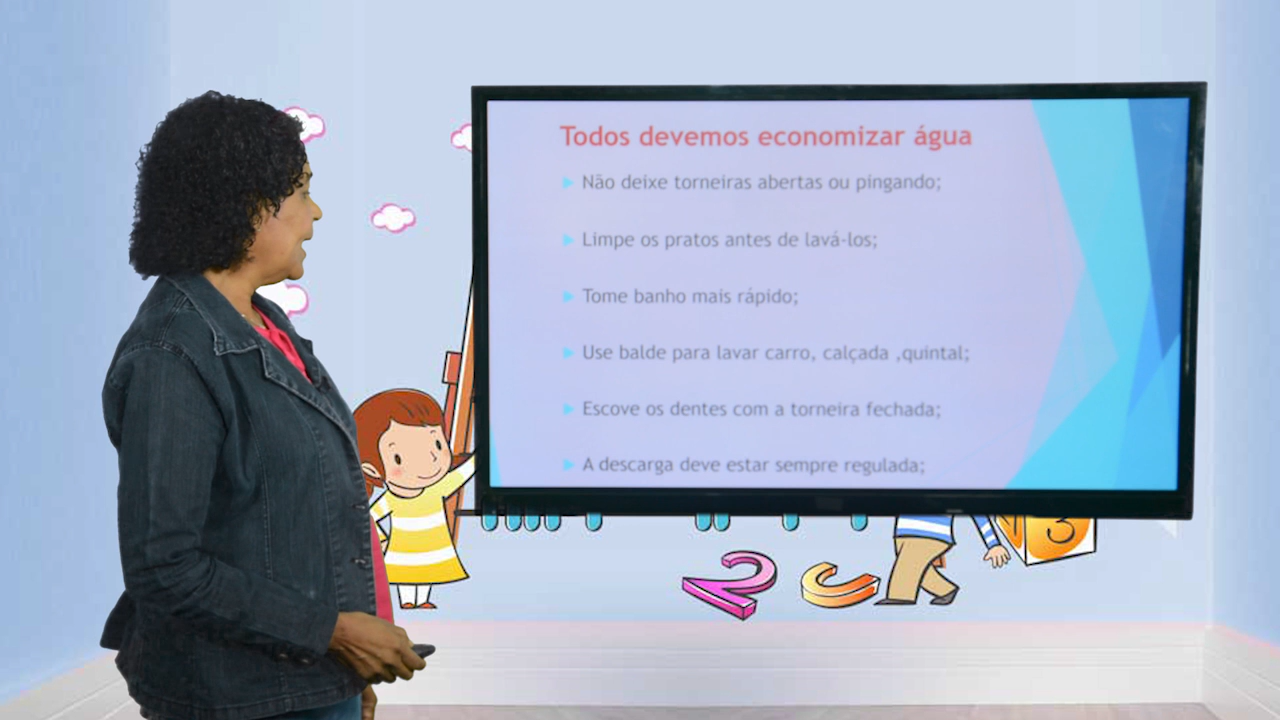 Todos devemos economizar água
Não deixe torneiras abertas ou pingando;
Limpe os pratos antes de lavá-los;
Tome banho mais rápido;
Use balde para lavar carro, calçada ,quintal;
Escove os dentes com a torneira fechada;
A descarga deve estar sempre regulada;
3
2